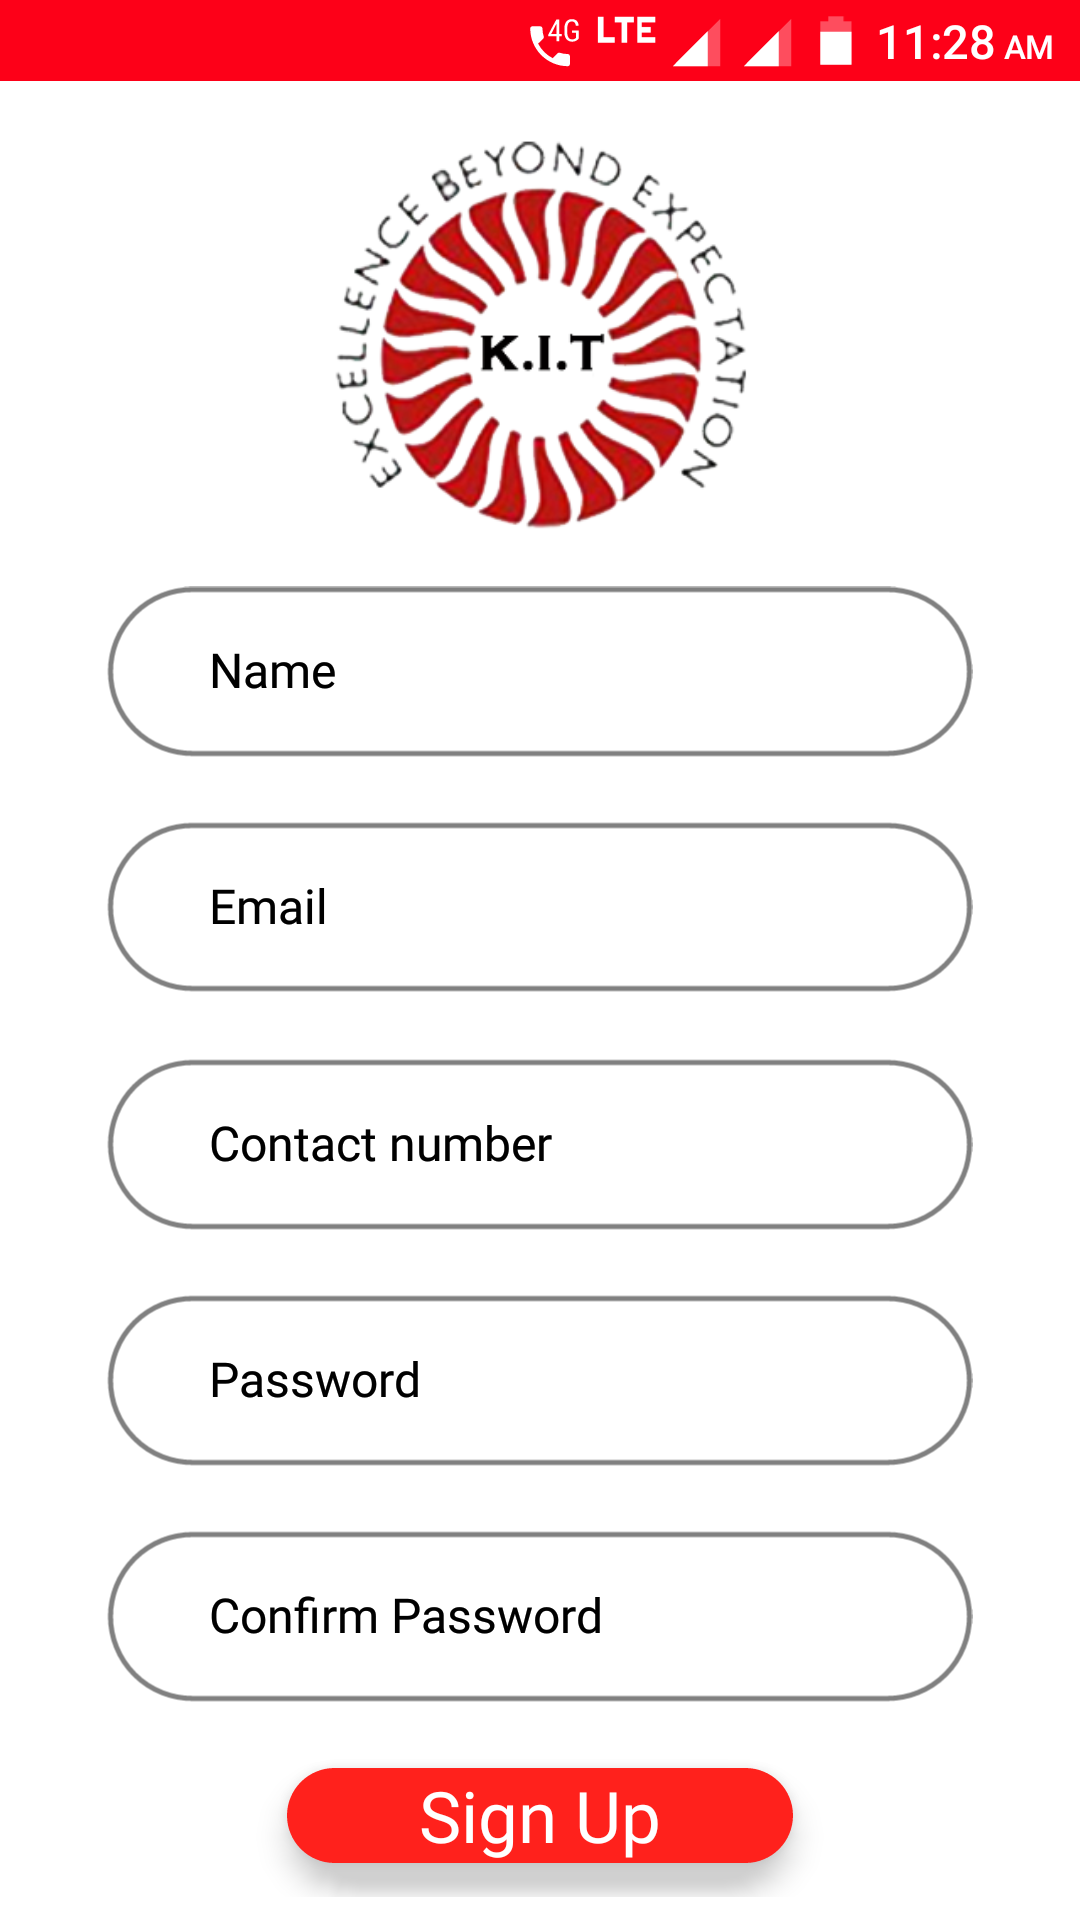 4G LTE 11:28 AM
EXCELLENCE BEYOND EXPECTATION
K.I.T
Name
Email
Contact number
Password
Confirm Password
Sign Up